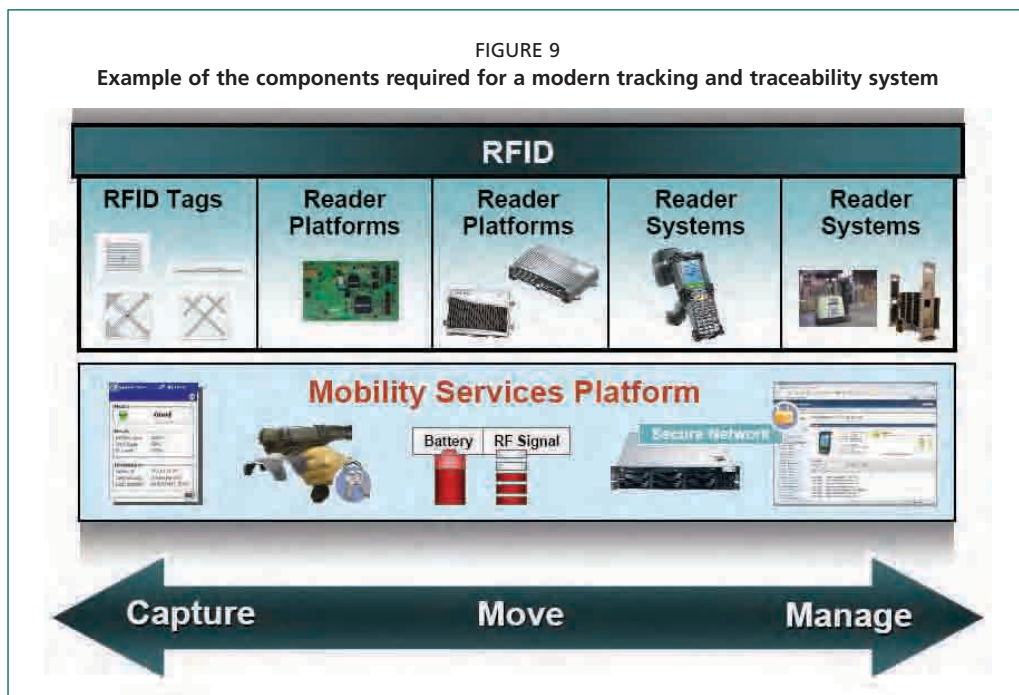 FIGURE 9
Example of the components required for a modern tracking and traceability system
RFID
RFID Tags
Reader
Platforms
Reader
Platforms
Reader
Systems
Reader
Systems
Mobility Services Platform
Battery
RF Signal
Secure Network
Capture
Move
Manage